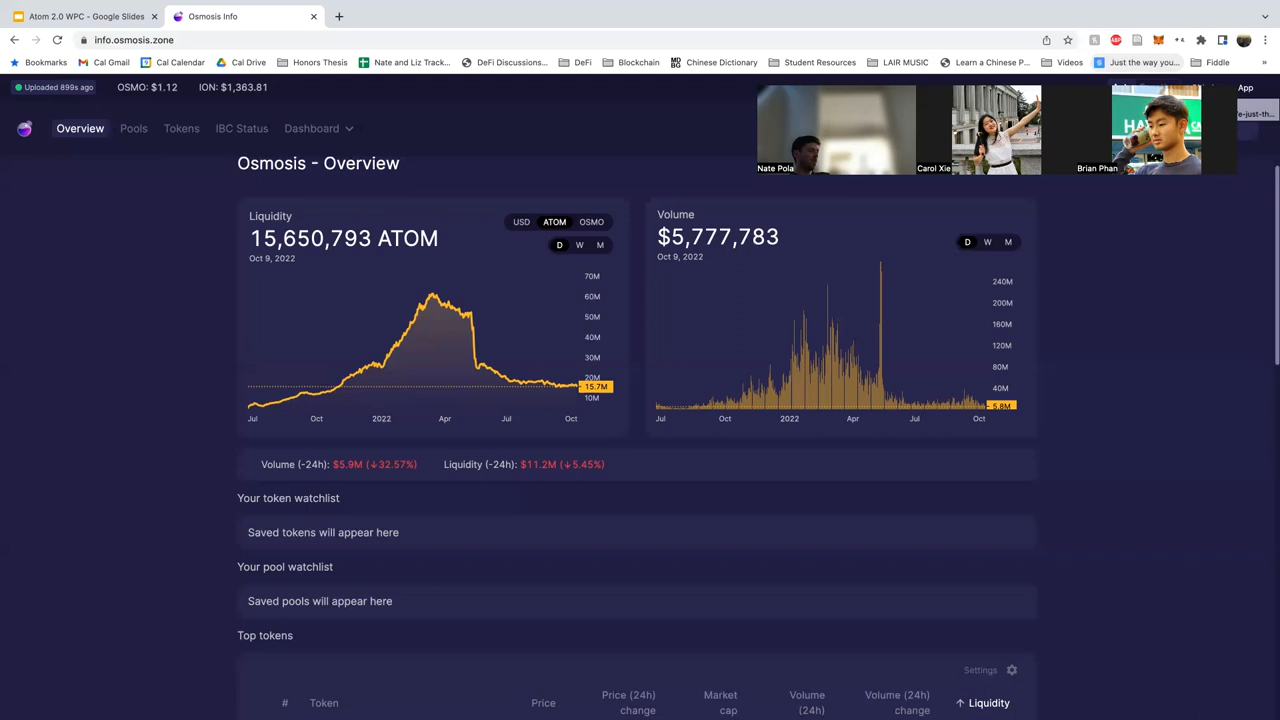 Atom 2.0 WPC - Google Slides
Osmosis Info
info.osmosis.zone
Bookmarks Cal Gmail Cal Calendar Cal Drive Honors Thesis Nate and Liz Track... DeFi Discussions... DeFi Blockchain Chinese Dictionary Student Resources LAIR MUSIC Learn a Chinese P... Videos Just the way you... Fiddle »
Uploaded 899s ago OSMO: $1.12 ION: $1,363.81 App
Overview Pools Tokens IBC Status Dashboard
Nate Pola Carol Xie Brian Phan
Osmosis - Overview
Liquidity
USD ATOM OSMO
15,650,793 ATOM
D W M
Oct 9, 2022
70M
60M
50M
40M
30M
20M
15.7M
10M
Jul Oct 2022 Apr Jul Oct
Volume
$5,777,783
D W M
Oct 9, 2022
240M
200M
160M
120M
80M
40M
5.8M
Jul Oct 2022 Apr Jul Oct
Volume (-24h): $5.9M (↓32.57%) Liquidity (-24h): $11.2M (↓5.45%)
Your token watchlist
Saved tokens will appear here
Your pool watchlist
Saved pools will appear here
Top tokens
Settings
# Token Price Price (24h) change Market cap Volume (24h) Volume (24h) change ↑ Liquidity